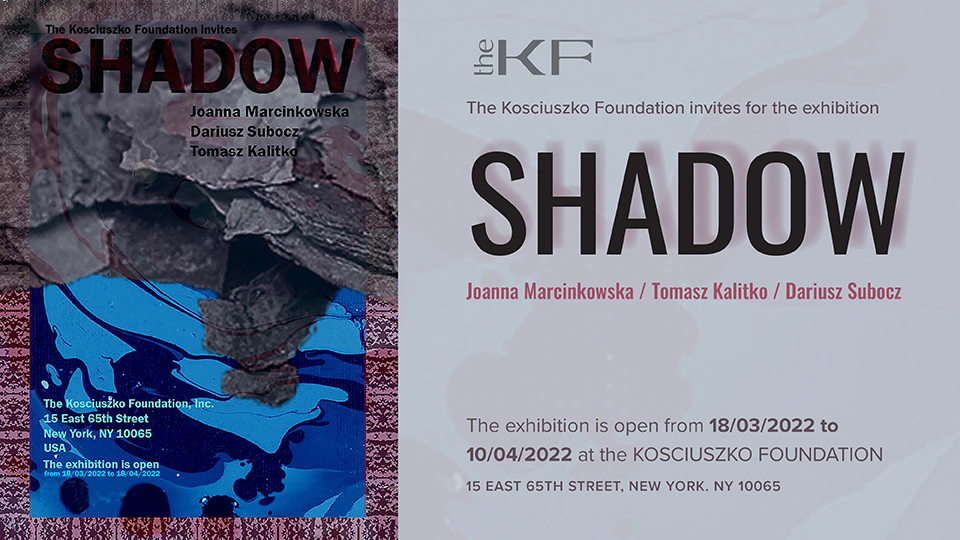 The Kosciuszko Foundation invites
SHADOW
Joanna Marcinkowska
Dariusz Subocz
Tomasz Kalitko
The Kosciuszko Foundation, Inc.
15 East 65th Street
New York, NY 10065
USA
The exhibition is open
from 18/03/2022 to 18/04/2022
the KF
The Kosciuszko Foundation invites for the exhibition
SHADOW
Joanna Marcinkowska / Tomasz Kalitko / Dariusz Subocz
The exhibition is open from 18/03/2022 to
10/04/2022 at the KOSCIUSZKO FOUNDATION
15 EAST 65TH STREET, NEW YORK. NY 10065